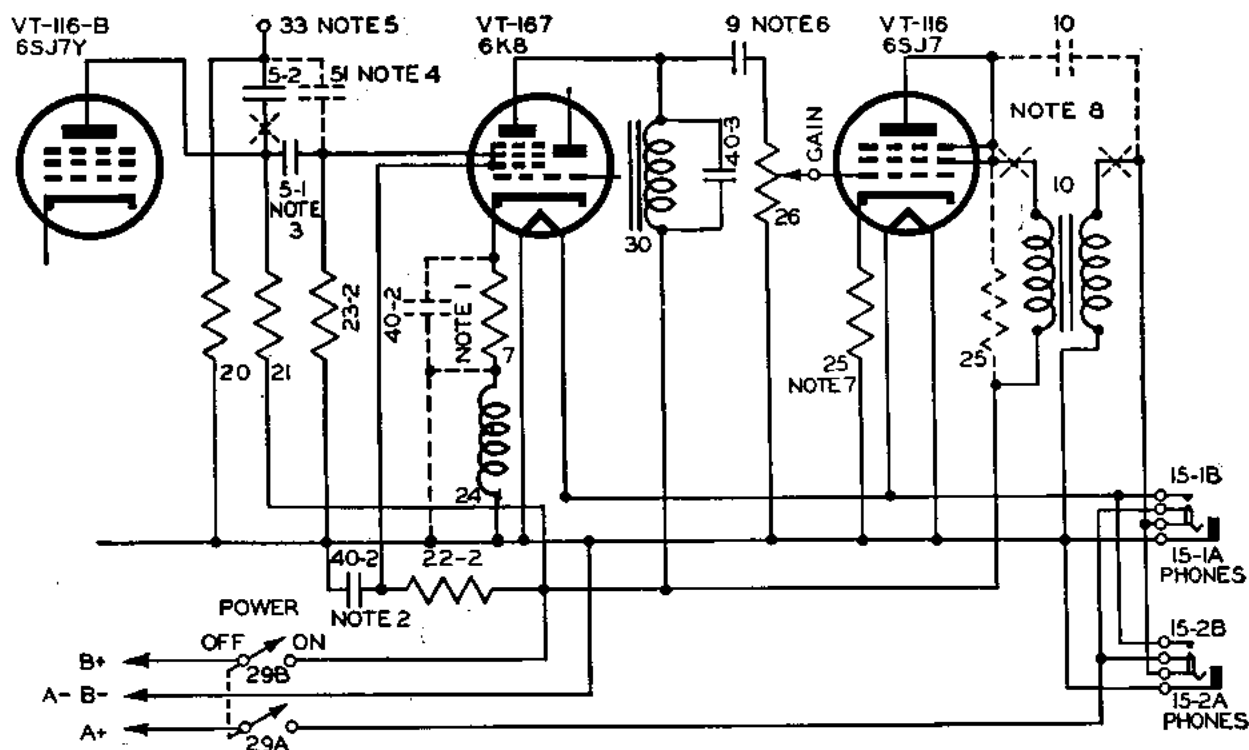 VT-116-B
6SJ7Y
33 NOTE 5
5-2
51 NOTE 4
5-1
NOTE
3
VT-167
6K8
9 NOTE 6
VT-116
6SJ7
10
NOTE 8
GAIN
40-3
10
30
26
20
21
23-2
40-2
NOTE 1
7
24
25
NOTE 7
25
15-1B
15-1A
PHONES
40-2
22-2
NOTE 2
POWER
OFF
ON
29B
B+
A- B-
A+
29A
15-2B
15-2A
PHONES